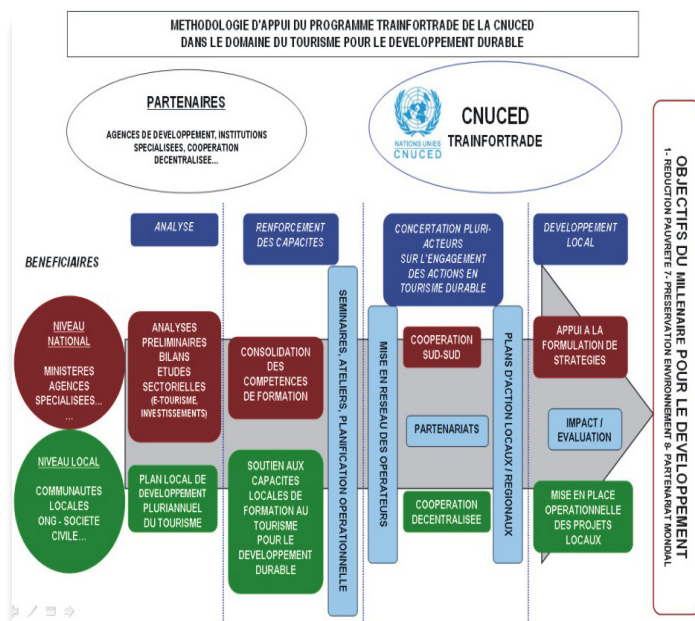 METHODOLOGIE D'APPUI DU PROGRAMME TRAINFORTRADE DE LA CNUCED
DANS LE DOMAINE DU TOURISME POUR LE DEVELOPPEMENT DURABLE
PARTENAIRES
AGENCES DE DEVELOPPEMENT, INSTITUTIONS
SPECIALISEES, COOPERATION
DECENTRALISEE...
NATIONS UNIES
CNUCED
CNUCED
TRAINFORTRADE
BENEFICIAIRES
ANALYSE
RENFORCEMENT
DES CAPACITES
CONCERTATION PLURI-
ACTEURS
SUR L'ENGAGEMENT
DES ACTIONS EN
TOURISME DURABLE
DEVELOPPEMENT
LOCAL
NIVEAU
NATIONAL
MINISTERES
AGENCES
SPECIALISEES...
...
ANALYSES
PRELIMINAIRES
BILANS
ETUDES
SECTORIELLES
(E-TOURISME,
INVESTISSEMENTS)
CONSOLIDATION
DES
COMPETENCES
DE FORMATION
SEMINAIRES, ATELIERS, PLANIFICATION OPERATIONNELLE
MISE EN RESEAU DES OPERATEURS
COOPERATION
SUD-SUD
PARTENARIATS
COOPERATION
DECENTRALISEE
PLANS D'ACTION LOCAUX / REGIONAUX
APPUI A LA
FORMULATION DE
STRATEGIES
IMPACT /
EVALUATION
MISE EN PLACE
OPERATIONNELLE
DES PROJETS
LOCAUX
NIVEAU LOCAL
COMMUNAUTES
LOCALES
ONG - SOCIETE
CIVILE...
PLAN LOCAL DE
DEVELOPPEMENT
PLURIANNUEL
DU TOURISME
SOUTIEN AUX
CAPACITES
LOCALES DE
FORMATION AU
TOURISME
POUR LE
DEVELOPPEMENT
DURABLE
OBJECTIFS DU MILLENAIRE POUR LE DEVELOPPEMENT
1- REDUCTION PAUVRETE 7- PRESERVATION ENVIRONNEMENT 8- PARTENARIAT MONDIAL